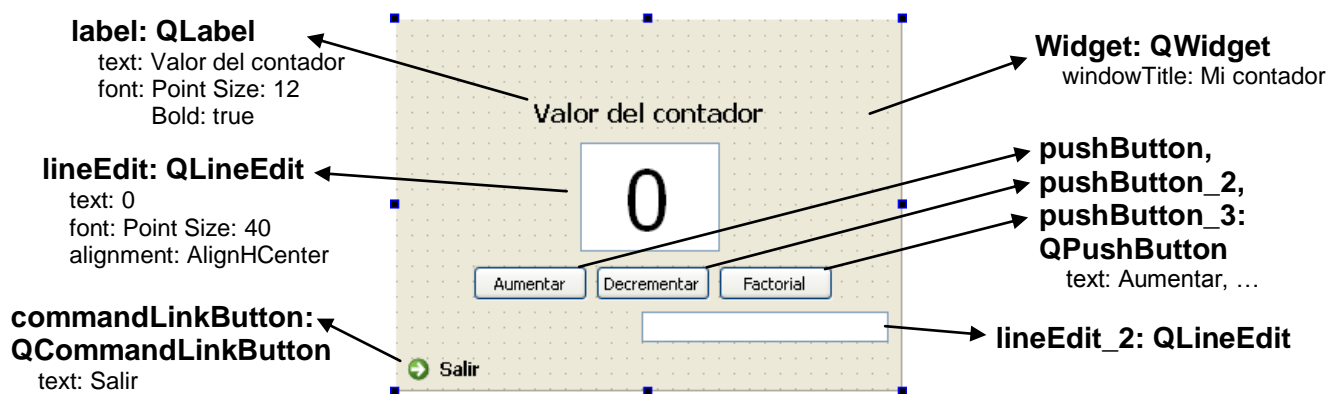 label: QLabel
text: Valor del contador
font: Point Size: 12
Bold: true
lineEdit: QLineEdit
text: 0
font: Point Size: 40
alignment: AlignHCenter
commandLinkButton:
QCommandLinkButton
text: Salir
Valor del contador
0
Aumentar
Decrementar
Factorial
Salir
Widget: QWidget
windowTitle: Mi contador
pushButton,
pushButton_2,
pushButton_3:
QPushButton
text: Aumentar, …
lineEdit_2: QLineEdit